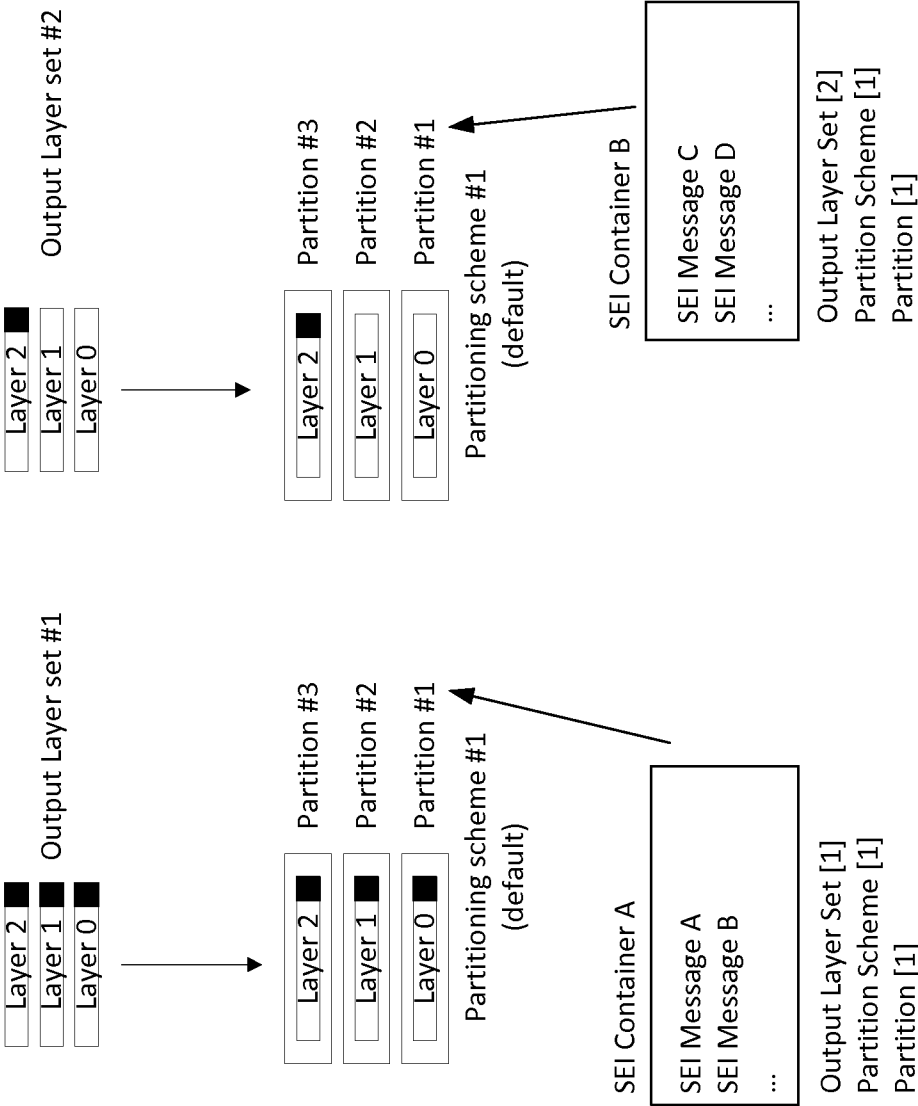 Layer 2
Layer 1
Layer 0
Output Layer set #1
Layer 2
Layer 1
Layer 0
Partition #3
Partition #2
Partition #1
Partitioning scheme #1
(default)
SEI Container A
SEI Message A
SEI Message B
...
Output Layer Set [1]
Partition Scheme [1]
Partition [1]
Layer 2
Layer 1
Layer 0
Output Layer set #2
Layer 2
Layer 1
Layer 0
Partition #3
Partition #2
Partition #1
Partitioning scheme #1
(default)
SEI Container B
SEI Message C
SEI Message D
...
Output Layer Set [2]
Partition Scheme [1]
Partition [1]